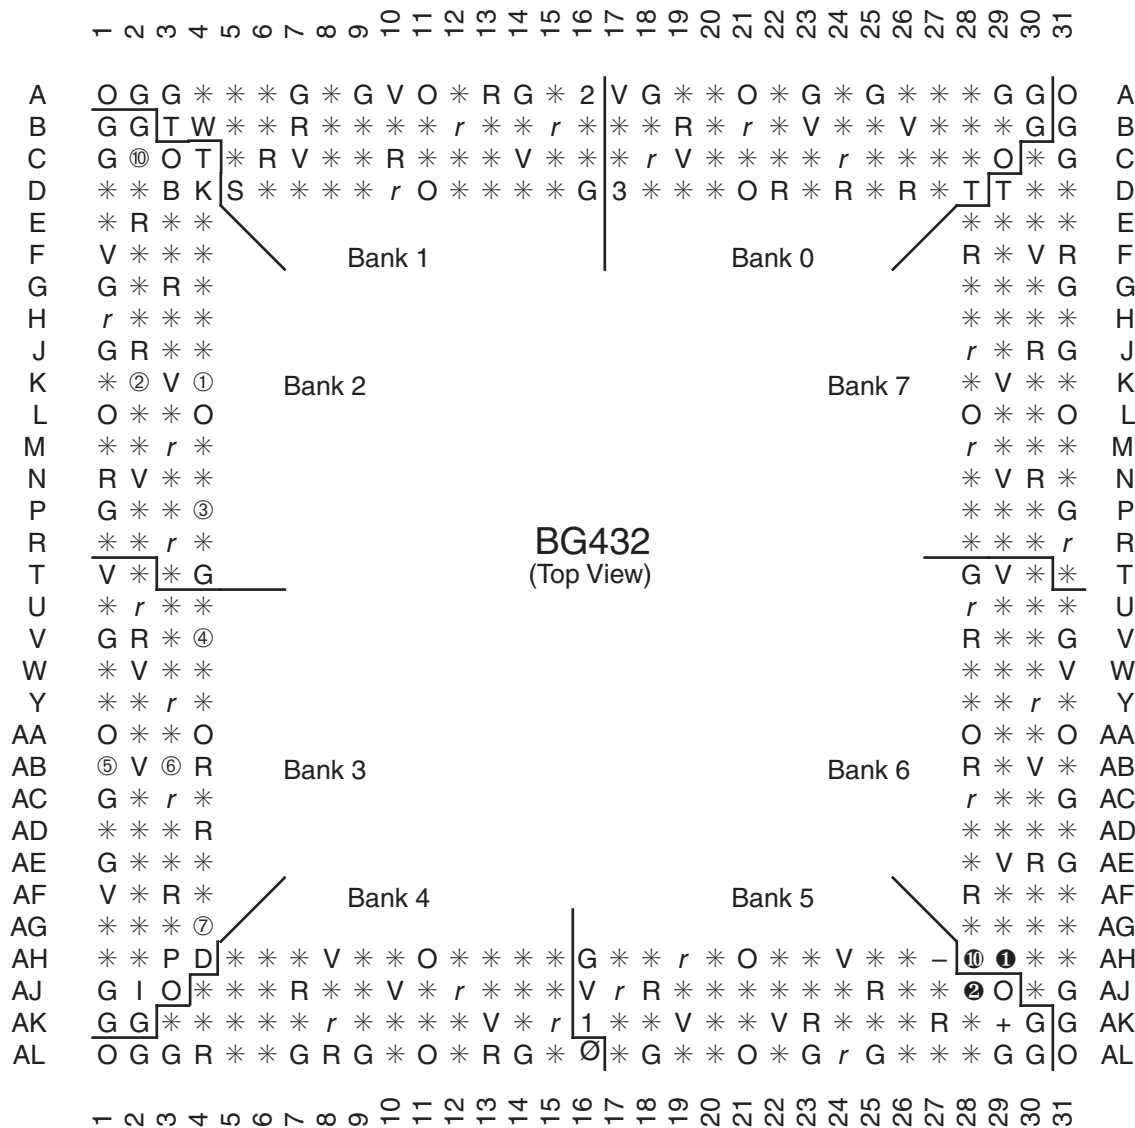 1 2 3 4 5 6 7 8 9 10 11 12 13 14 15 16 17 18 19 20 21 22 23 24 25 26 27 28 29 30 31
A O G G ✳ ✳ ✳ G ✳ G V O ✳ R G ✳ 2 V G ✳ ✳ O ✳ G ✳ G ✳ ✳ ✳ G G O A
B G G T W ✳ ✳ R ✳ ✳ ✳ ✳ r ✳ ✳ r ✳ ✳ ✳ R ✳ r ✳ V ✳ ✳ V ✳ ✳ ✳ G G B
C G ⑩ O T ✳ R V ✳ ✳ R ✳ ✳ ✳ V ✳ ✳ ✳ r V ✳ ✳ ✳ ✳ r ✳ ✳ ✳ ✳ O ✳ G C
D ✳ ✳ B K S ✳ ✳ ✳ ✳ r O ✳ ✳ ✳ ✳ G 3 ✳ ✳ ✳ O R ✳ R ✳ R ✳ T T ✳ ✳ D
E ✳ R ✳ ✳ ✳ ✳ ✳ ✳ E
F V ✳ ✳ ✳ Bank 1 Bank 0 R ✳ V R F
G G ✳ R ✳ ✳ ✳ ✳ G G
H r ✳ ✳ ✳ ✳ ✳ ✳ ✳ H
J G R ✳ ✳ r ✳ R G J
K ✳ ② V ① Bank 2 Bank 7 ✳ V ✳ ✳ K
L O ✳ ✳ O O ✳ ✳ O L
M ✳ ✳ r ✳ r ✳ ✳ ✳ M
N R V ✳ ✳ ✳ V R ✳ N
P G ✳ ✳ ③ ✳ ✳ ✳ G P
R ✳ ✳ r ✳ BG432 ✳ ✳ ✳ r R
T V ✳ ✳ G (Top View) G V ✳ ✳ T
U ✳ r ✳ ✳ r ✳ ✳ ✳ U
V G R ✳ ④ R ✳ ✳ G V
W ✳ V ✳ ✳ ✳ ✳ ✳ V W
Y ✳ ✳ r ✳ ✳ ✳ r ✳ Y
AA O ✳ ✳ O O ✳ ✳ O AA
AB ⑤ V ⑥ R Bank 3 Bank 6 R ✳ V ✳ AB
AC G ✳ r ✳ r ✳ ✳ G AC
AD ✳ ✳ ✳ R ✳ ✳ ✳ ✳ AD
AE G ✳ ✳ ✳ ✳ V R G AE
AF V ✳ R ✳ Bank 4 Bank 5 R ✳ ✳ ✳ AF
AG ✳ ✳ ✳ ⑦ ✳ ✳ ✳ ✳ AG
AH ✳ ✳ P D ✳ ✳ ✳ V ✳ ✳ O ✳ ✳ ✳ ✳ G ✳ ✳ r ✳ O ✳ ✳ V ✳ ✳ – ❿ ❶ ✳ ✳ AH
AJ G I O ✳ ✳ ✳ R ✳ ✳ V ✳ r ✳ ✳ ✳ V r R ✳ ✳ ✳ ✳ ✳ ✳ R ✳ ✳ ❷ O ✳ G AJ
AK G G ✳ ✳ ✳ ✳ ✳ r ✳ ✳ ✳ ✳ V ✳ r 1 ✳ ✳ V ✳ ✳ V R ✳ ✳ ✳ R ✳ + G G AK
AL O G G R ✳ ✳ G R G ✳ O ✳ R G ✳ Ø ✳ G ✳ ✳ O ✳ G r G ✳ ✳ ✳ G G O AL
1 2 3 4 5 6 7 8 9 10 11 12 13 14 15 16 17 18 19 20 21 22 23 24 25 26 27 28 29 30 31